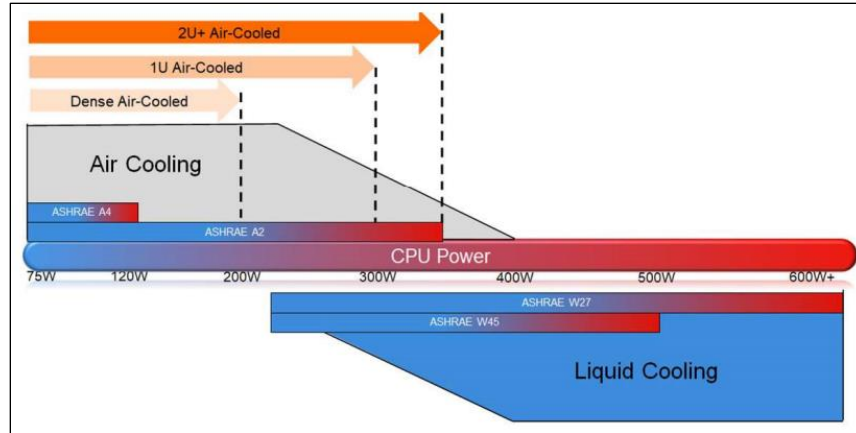 2U+ Air-Cooled
1U Air-Cooled
Dense Air-Cooled
Air Cooling
ASHRAE A4
ASHRAE A2
CPU Power
75W 120W 200W 300W 400W 500W 600W+
ASHRAE W27
ASHRAE W45
Liquid Cooling